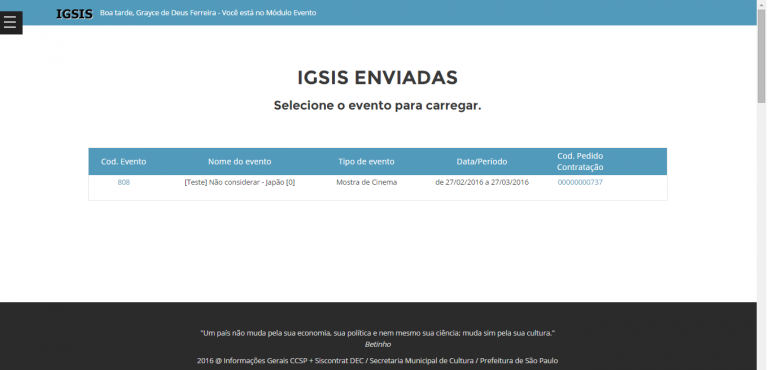 IGSIS Boa tarde, Grayce de Deus Ferreira - Você está no Módulo Evento
IGSIS ENVIADAS
Selecione o evento para carregar.
Cod. Evento Nome do evento Tipo de evento Data/Período Cod. Pedido Contratação
808 [Teste] Não considerar - Japão [0] Mostra de Cinema de 27/02/2016 a 27/03/2016 00000000737
"Um país não muda pela sua economia, sua política e nem mesmo sua ciência; muda sim pela sua cultura."
Betinho
2016 @ Informações Gerais CCSP + Siscontrat DEC / Secretaria Municipal de Cultura / Prefeitura de São Paulo